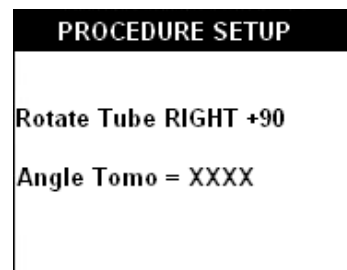 PROCEDURE SETUP
Rotate Tube RIGHT +90
Angle Tomo = XXXX